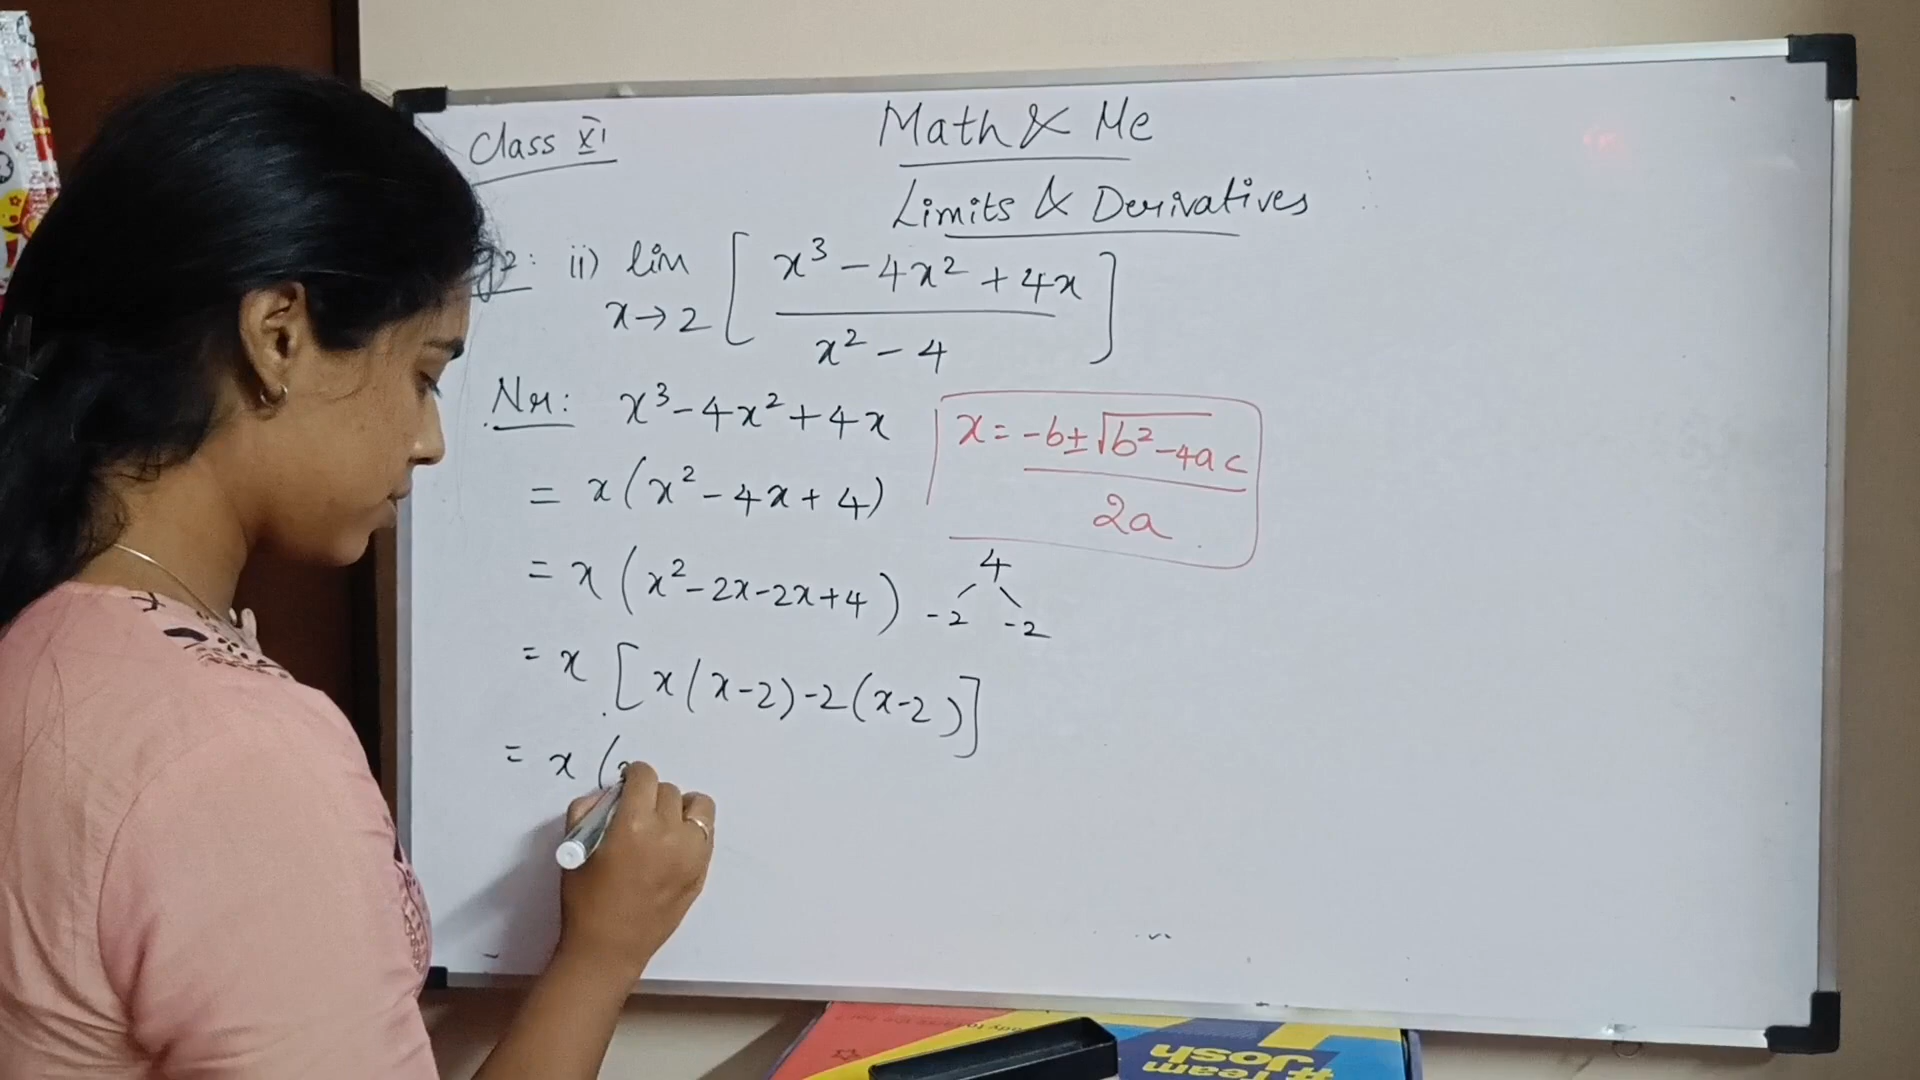 Class XI
Math & Me
Limits & Derivatives
g2: ii) lim x→2 [ (x³ - 4x² + 4x) / (x² - 4) ]
Nr: x³ - 4x² + 4x
= x(x² - 4x + 4)
x = (-b ± √(b² - 4ac)) / 2a
= x(x² - 2x - 2x + 4)
4
-2 -2
= x [x(x-2) -2(x-2)]
= x (
#Team
Josh